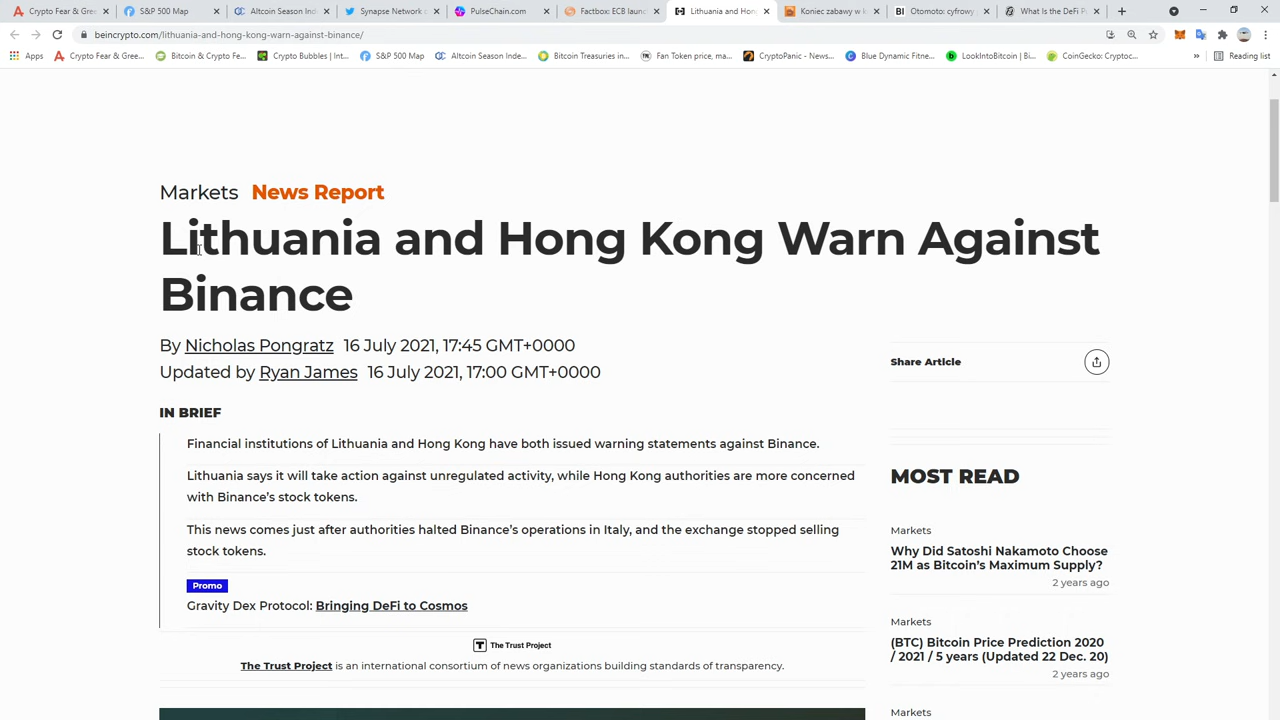 Crypto Fear & Gree
S&P 500 Map
Altcoin Season Ind
Synapse Network
PulseChain.com
Factbox: ECB launch
Lithuania and Hong
Koniec zabawy w k
Otomoto: cyfrowy
What Is the DeFi P
beincrypto.com/lithuania-and-hong-kong-warn-against-binance/
Apps
Crypto Fear & Gree...
Bitcoin & Crypto Fe...
Crypto Bubbles | Int...
S&P 500 Map
Altcoin Season Inde...
Bitcoin Treasuries in...
Fan Token price, ma...
CryptoPanic - News...
Blue Dynamic Fitne...
LookIntoBitcoin | Bi...
CoinGecko: Cryptoc...
»
Reading list
Markets News Report
Lithuania and Hong Kong Warn Against
Binance
By Nicholas Pongratz 16 July 2021, 17:45 GMT+0000
Updated by Ryan James 16 July 2021, 17:00 GMT+0000
Share Article
IN BRIEF
Financial institutions of Lithuania and Hong Kong have both issued warning statements against Binance.
Lithuania says it will take action against unregulated activity, while Hong Kong authorities are more concerned
with Binance's stock tokens.
This news comes just after authorities halted Binance's operations in Italy, and the exchange stopped selling
stock tokens.
Promo
Gravity Dex Protocol: Bringing DeFi to Cosmos
The Trust Project
The Trust Project is an international consortium of news organizations building standards of transparency.
MOST READ
Markets
Why Did Satoshi Nakamoto Choose
21M as Bitcoin's Maximum Supply?
2 years ago
Markets
(BTC) Bitcoin Price Prediction 2020
/ 2021 / 5 years (Updated 22 Dec. 20)
2 years ago
Markets